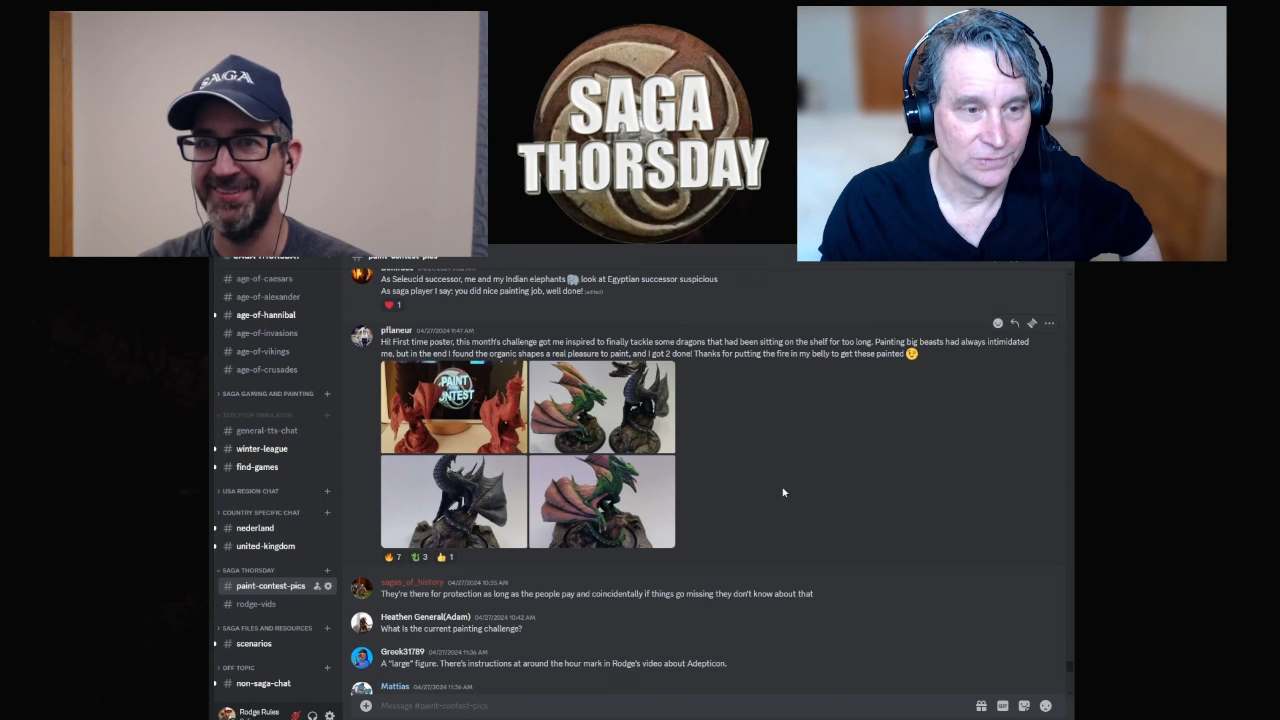 SAGA
SAGA
THORSDAY
SAGA THORSDAY
# age-of-caesars
# age-of-alexander
# age-of-hannibal
# age-of-invasions
# age-of-vikings
# age-of-crusades
SAGA GAMING AND PAINTING +
TABLETOP SIMULATOR +
# general-tts-chat
# winter-league
# find-games
USA REGION CHAT +
COUNTRY SPECIFIC CHAT +
# nederland
# united-kingdom
SAGA THORSDAY +
# paint-contest-pics
# rodge-vids
SAGA FILES AND RESOURCES +
# scenarios
OFF TOPIC +
# non-saga-chat
Rodge Rules
# paint-contest-pics
As Seleucid successor, me and my Indian elephants look at Egyptian successor suspicious
As saga player I say: you did nice painting job, well done! (edited)
1
pflaneur 04/27/2024 11:47 AM
Hi! First time poster, this month's challenge got me inspired to finally tackle some dragons that had been sitting on the shelf for too long. Painting big beasts had always intimidated
me, but in the end I found the organic shapes a real pleasure to paint, and I got 2 done! Thanks for putting the fire in my belly to get these painted
PAINT
7 3 1
sagas_of_history 04/27/2024 10:35 AM
They're there for protection as long as the people pay and coincidentally if things go missing they don't know about that
Heathen General(Adam) 04/27/2024 10:42 AM
What Is the current painting challenge?
Greek31789 04/27/2024 11:36 AM
A "large" figure. There's instructions at around the hour mark in Rodge's video about Adepticon.
Mattias 04/27/2024 11:56 AM
Message #paint-contest-pics
GIF